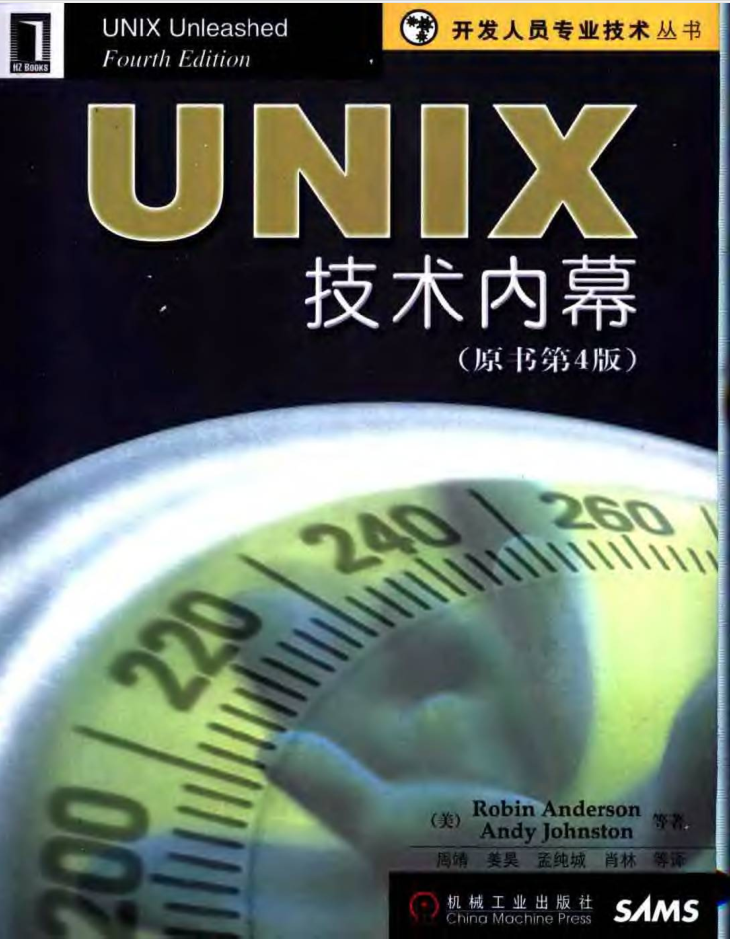 UNIX Unleashed
Fourth Edition
HZ BOOKS
开发人员专业技术丛书
UNIX
技术内幕
(原书第4版)
240
260
220
200
(美) Robin Anderson
Andy Johnston 等著
周靖 姜昊 孟纯城 肖林 等译
机械工业出版社
China Machine Press
SAMS